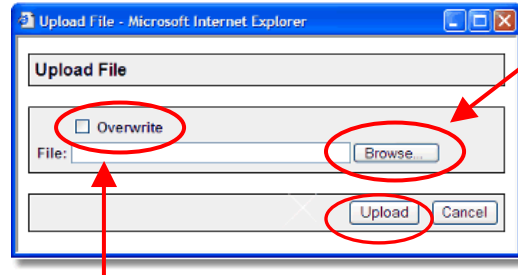 Upload File - Microsoft Internet Explorer
Upload File
Overwrite
File: Browse...
Upload Cancel